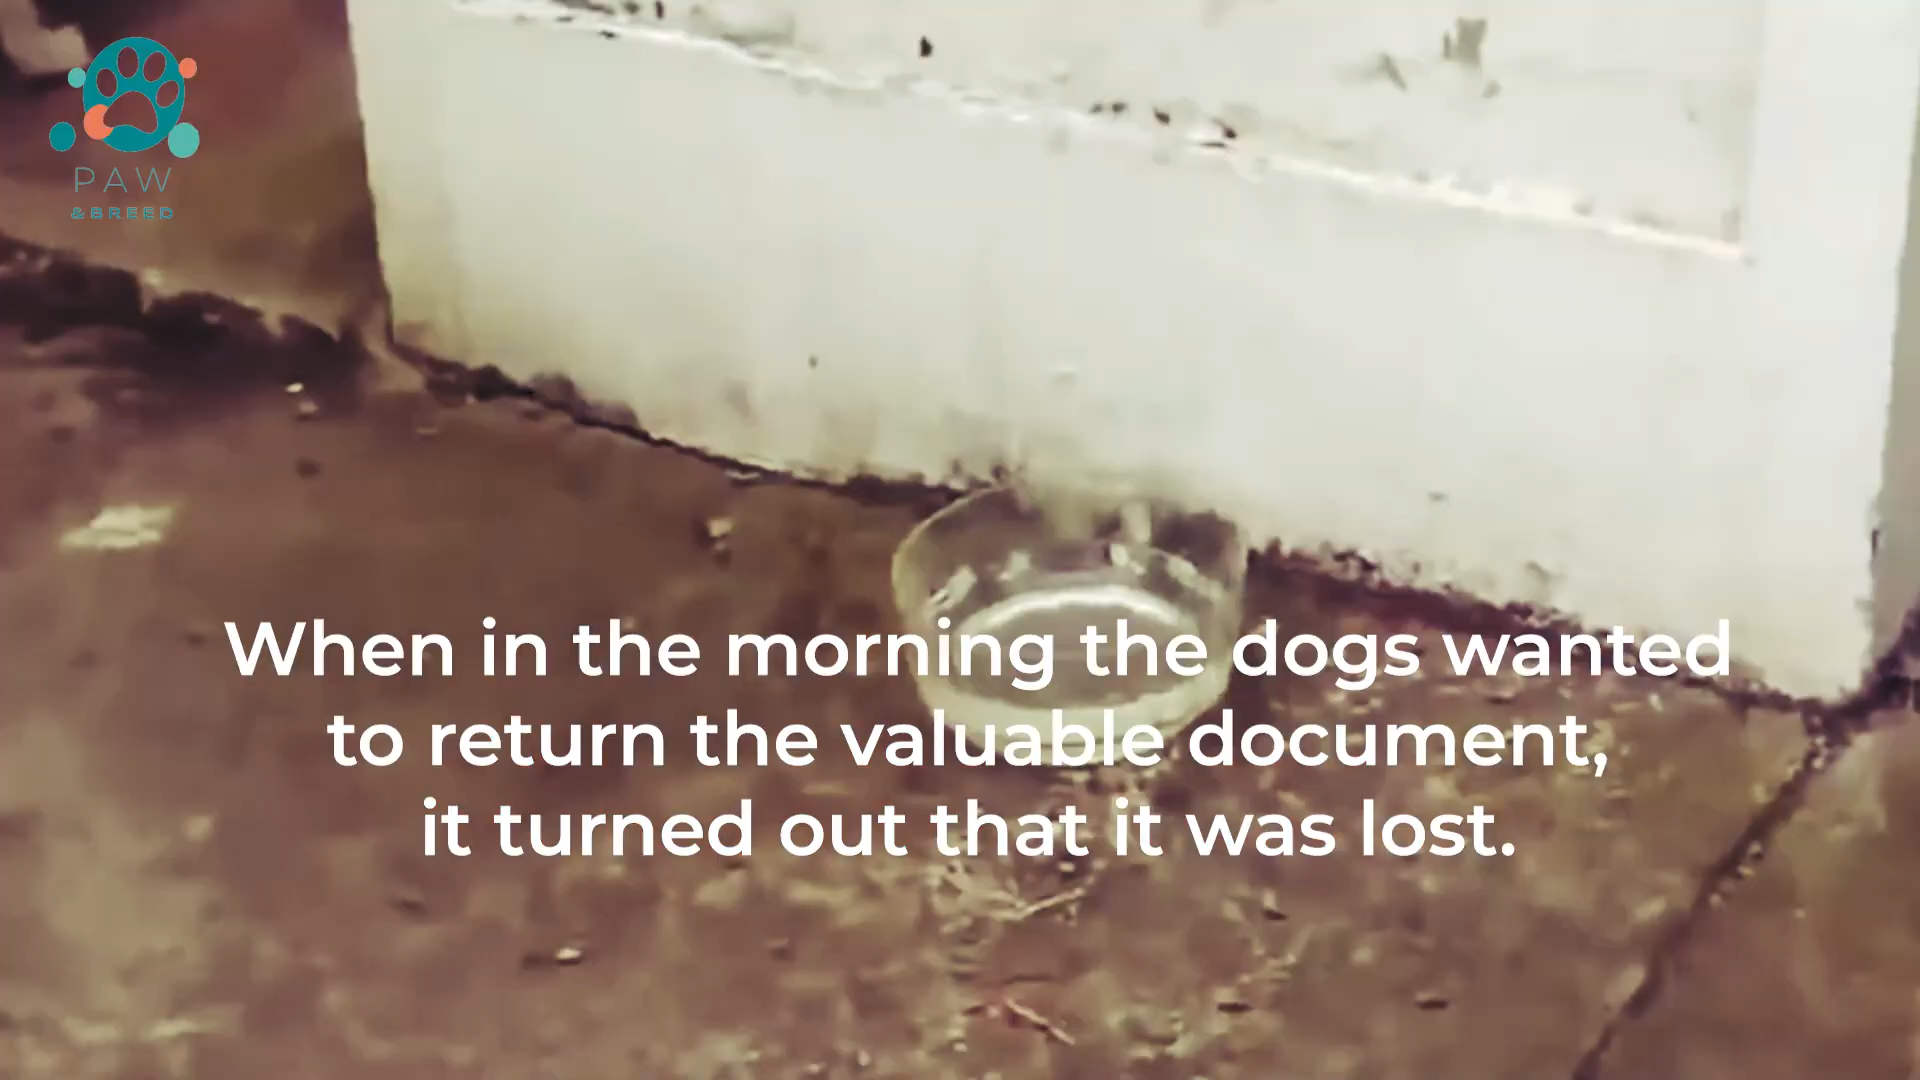 PAW
& BREED
When in the morning the dogs wanted
to return the valuable document,
it turned out that it was lost.